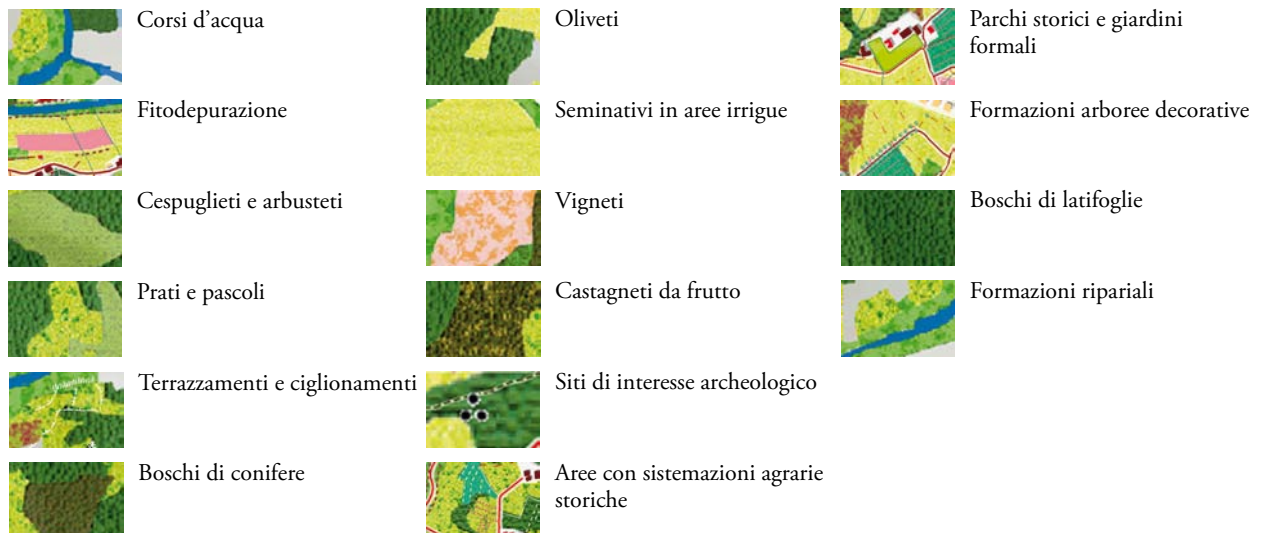 Corsi d’acqua
Fitodepurazione
Cespuglieti e arbusteti
Prati e pascoli
Terrazzamenti e ciglionamenti
Boschi di conifere
Oliveti
Seminativi in aree irrigue
Vigneti
Castagneti da frutto
Siti di interesse archeologico
Aree con sistemazioni agrarie
storiche
Parchi storici e giardini
formali
Formazioni arboree decorative
Boschi di latifoglie
Formazioni ripariali